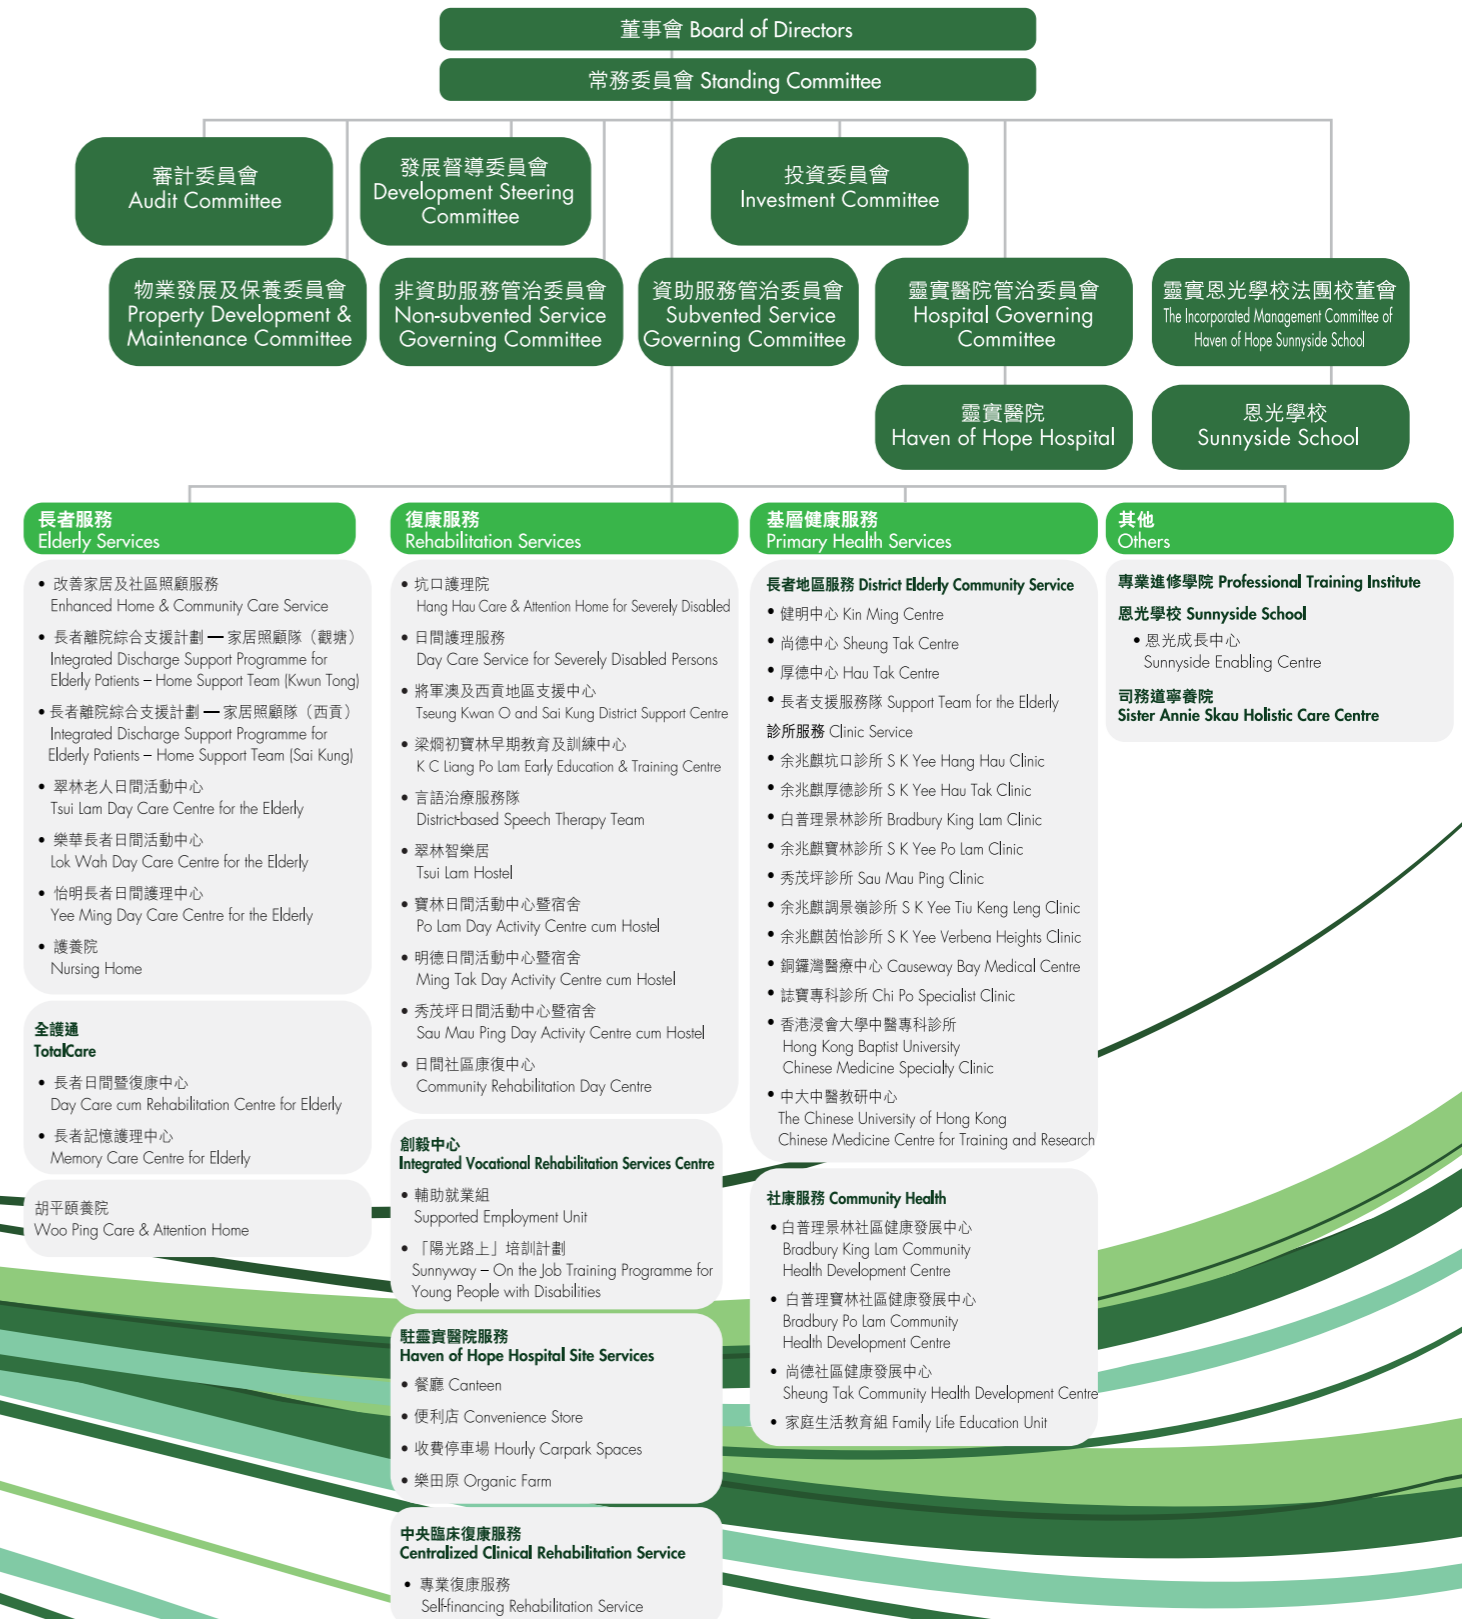 董事會 Board of Directors
常務委員會 Standing Committee
審計委員會
Audit Committee
發展督導委員會
Development Steering
Committee
投資委員會
Investment Committee
物業發展及保養委員會
Property Development &
Maintenance Committee
非資助服務管治委員會
Non-subvented Service
Governing Committee
資助服務管治委員會
Subvented Service
Governing Committee
靈實醫院管治委員會
Hospital Governing
Committee
靈實恩光學校法團校董會
The Incorporated Management Committee of
Haven of Hope Sunnyside School
靈實醫院
Haven of Hope Hospital
恩光學校
Sunnyside School
長者服務
Elderly Services
• 改善家居及社區照顧服務
Enhanced Home & Community Care Service
• 長者離院綜合支援計劃 — 家居照顧隊（觀塘）
Integrated Discharge Support Programme for
Elderly Patients – Home Support Team (Kwun Tong)
• 長者離院綜合支援計劃 — 家居照顧隊（西貢）
Integrated Discharge Support Programme for
Elderly Patients – Home Support Team (Sai Kung)
• 翠林老人日間活動中心
Tsui Lam Day Care Centre for the Elderly
• 樂華長者日間活動中心
Lok Wah Day Care Centre for the Elderly
• 怡明長者日間護理中心
Yee Ming Day Care Centre for the Elderly
• 護養院
Nursing Home
全護通
TotalCare
• 長者日間暨復康中心
Day Care cum Rehabilitation Centre for Elderly
• 長者記憶護理中心
Memory Care Centre for Elderly
胡平頤養院
Woo Ping Care & Attention Home
復康服務
Rehabilitation Services
• 坑口護理院
Hang Hau Care & Attention Home for Severely Disabled
• 日間護理服務
Day Care Service for Severely Disabled Persons
• 將軍澳及西貢地區支援中心
Tseung Kwan O and Sai Kung District Support Centre
• 梁烱初寶林早期教育及訓練中心
K C Liang Po Lam Early Education & Training Centre
• 言語治療服務隊
District-based Speech Therapy Team
• 翠林智樂居
Tsui Lam Hostel
• 寶林日間活動中心暨宿舍
Po Lam Day Activity Centre cum Hostel
• 明德日間活動中心暨宿舍
Ming Tak Day Activity Centre cum Hostel
• 秀茂坪日間活動中心暨宿舍
Sau Mau Ping Day Activity Centre cum Hostel
• 日間社區康復中心
Community Rehabilitation Day Centre
創毅中心
Integrated Vocational Rehabilitation Services Centre
• 輔助就業組
Supported Employment Unit
• 「陽光路上」培訓計劃
Sunnyway – On the Job Training Programme for
Young People with Disabilities
駐靈實醫院服務
Haven of Hope Hospital Site Services
• 餐廳 Canteen
• 便利店 Convenience Store
• 收費停車場 Hourly Carpark Spaces
• 樂田原 Organic Farm
中央臨床復康服務
Centralized Clinical Rehabilitation Service
• 專業復康服務
Self-financing Rehabilitation Service
基層健康服務
Primary Health Services
長者地區服務 District Elderly Community Service
• 健明中心 Kin Ming Centre
• 尚德中心 Sheung Tak Centre
• 厚德中心 Hau Tak Centre
• 長者支援服務隊 Support Team for the Elderly
診所服務 Clinic Service
• 余兆麒坑口診所 S K Yee Hang Hau Clinic
• 余兆麒厚德診所 S K Yee Hau Tak Clinic
• 白普理景林診所 Bradbury King Lam Clinic
• 余兆麒寶林診所 S K Yee Po Lam Clinic
• 秀茂坪診所 Sau Mau Ping Clinic
• 余兆麒調景嶺診所 S K Yee Tiu Keng Leng Clinic
• 余兆麒茵怡診所 S K Yee Verbena Heights Clinic
• 銅鑼灣醫療中心 Causeway Bay Medical Centre
• 誌寶專科診所 Chi Po Specialist Clinic
• 香港浸會大學中醫專科診所
Hong Kong Baptist University
Chinese Medicine Specialty Clinic
• 中大中醫教研中心
The Chinese University of Hong Kong
Chinese Medicine Centre for Training and Research
社康服務 Community Health
• 白普理景林社區健康發展中心
Bradbury King Lam Community
Health Development Centre
• 白普理寶林社區健康發展中心
Bradbury Po Lam Community
Health Development Centre
• 尚德社區健康發展中心
Sheung Tak Community Health Development Centre
• 家庭生活教育組 Family Life Education Unit
其他
Others
專業進修學院 Professional Training Institute
恩光學校 Sunnyside School
• 恩光成長中心
Sunnyside Enabling Centre
司務道寧養院
Sister Annie Skau Holistic Care Centre